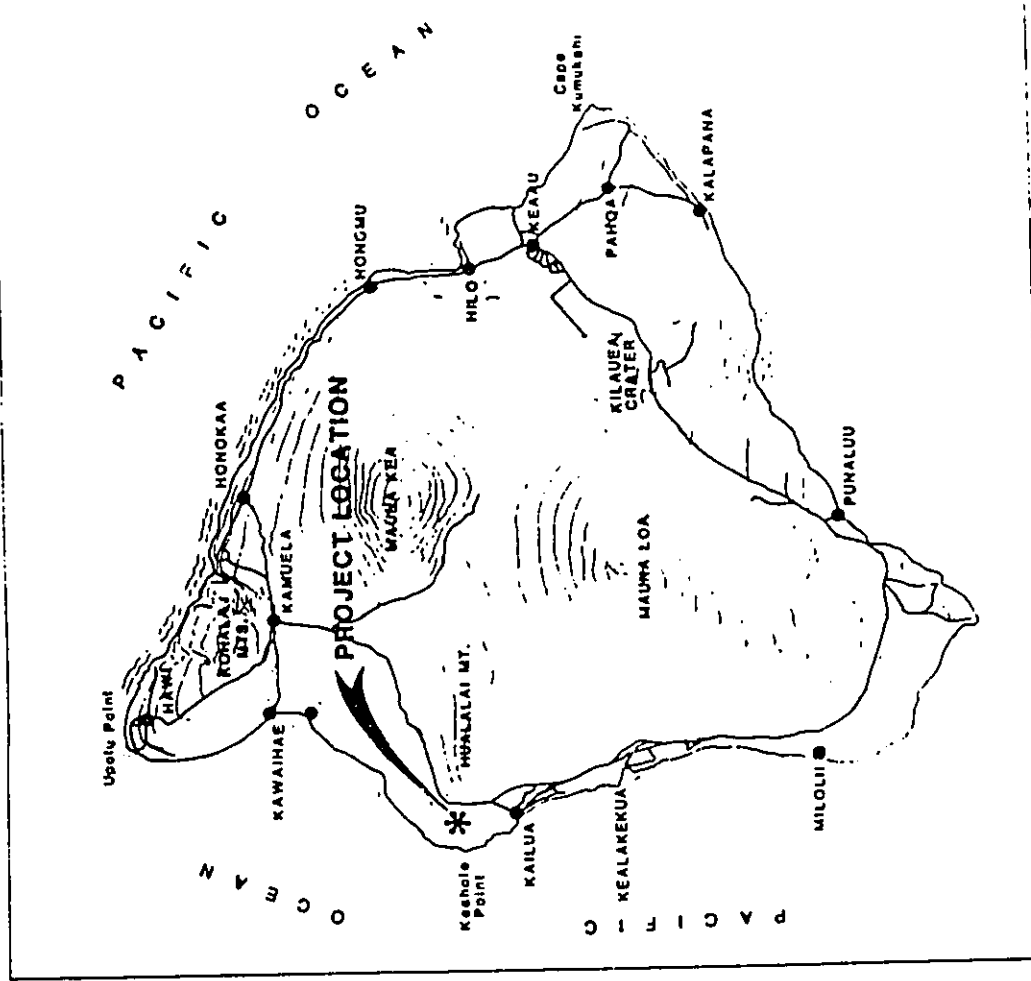 PACIFIC OCEAN
Upolu Point
HAWI
KOHALA
MTS.
HONOKAA
KAMUELA
KAWAIHAE
PROJECT LOCATION
MAUNA KEA
HONOMU
HILO
KEAAU
Cape
Kumukahi
PAHOA
KALAPANA
KILAUEA
CRATER
HUALALAI MT.
Keahole
Point
KAILUA
KEALAKEKUA
MAUNA LOA
PUNALUU
MILOLII
PACIFIC OCEAN